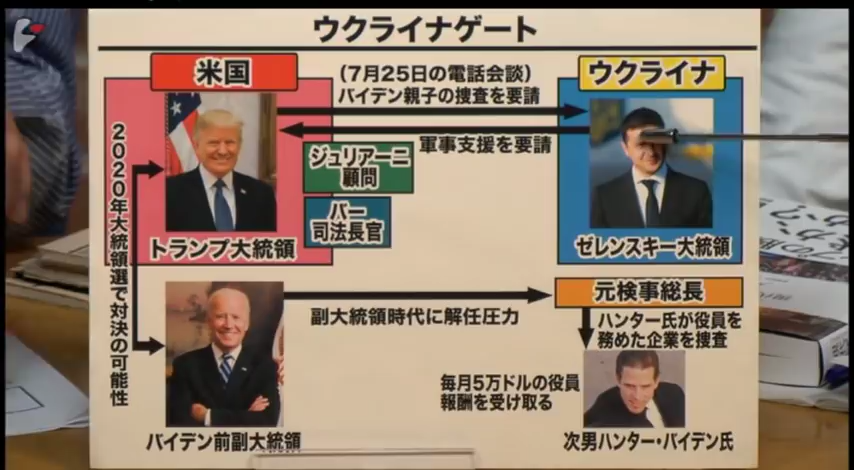 ウクライナゲート
米国
(7月25日の電話会談)
バイデン親子の捜査を要請
ウクライナ
軍事支援を要請
ジュリアーニ
顧問
バー
司法長官
トランプ大統領
ゼレンスキー大統領
2020年大統領選で対決の可能性
副大統領時代に解任圧力
元検事総長
ハンター氏が役員を
務めた企業を捜査
毎月5万ドルの役員
報酬を受け取る
バイデン前副大統領
次男ハンター・バイデン氏